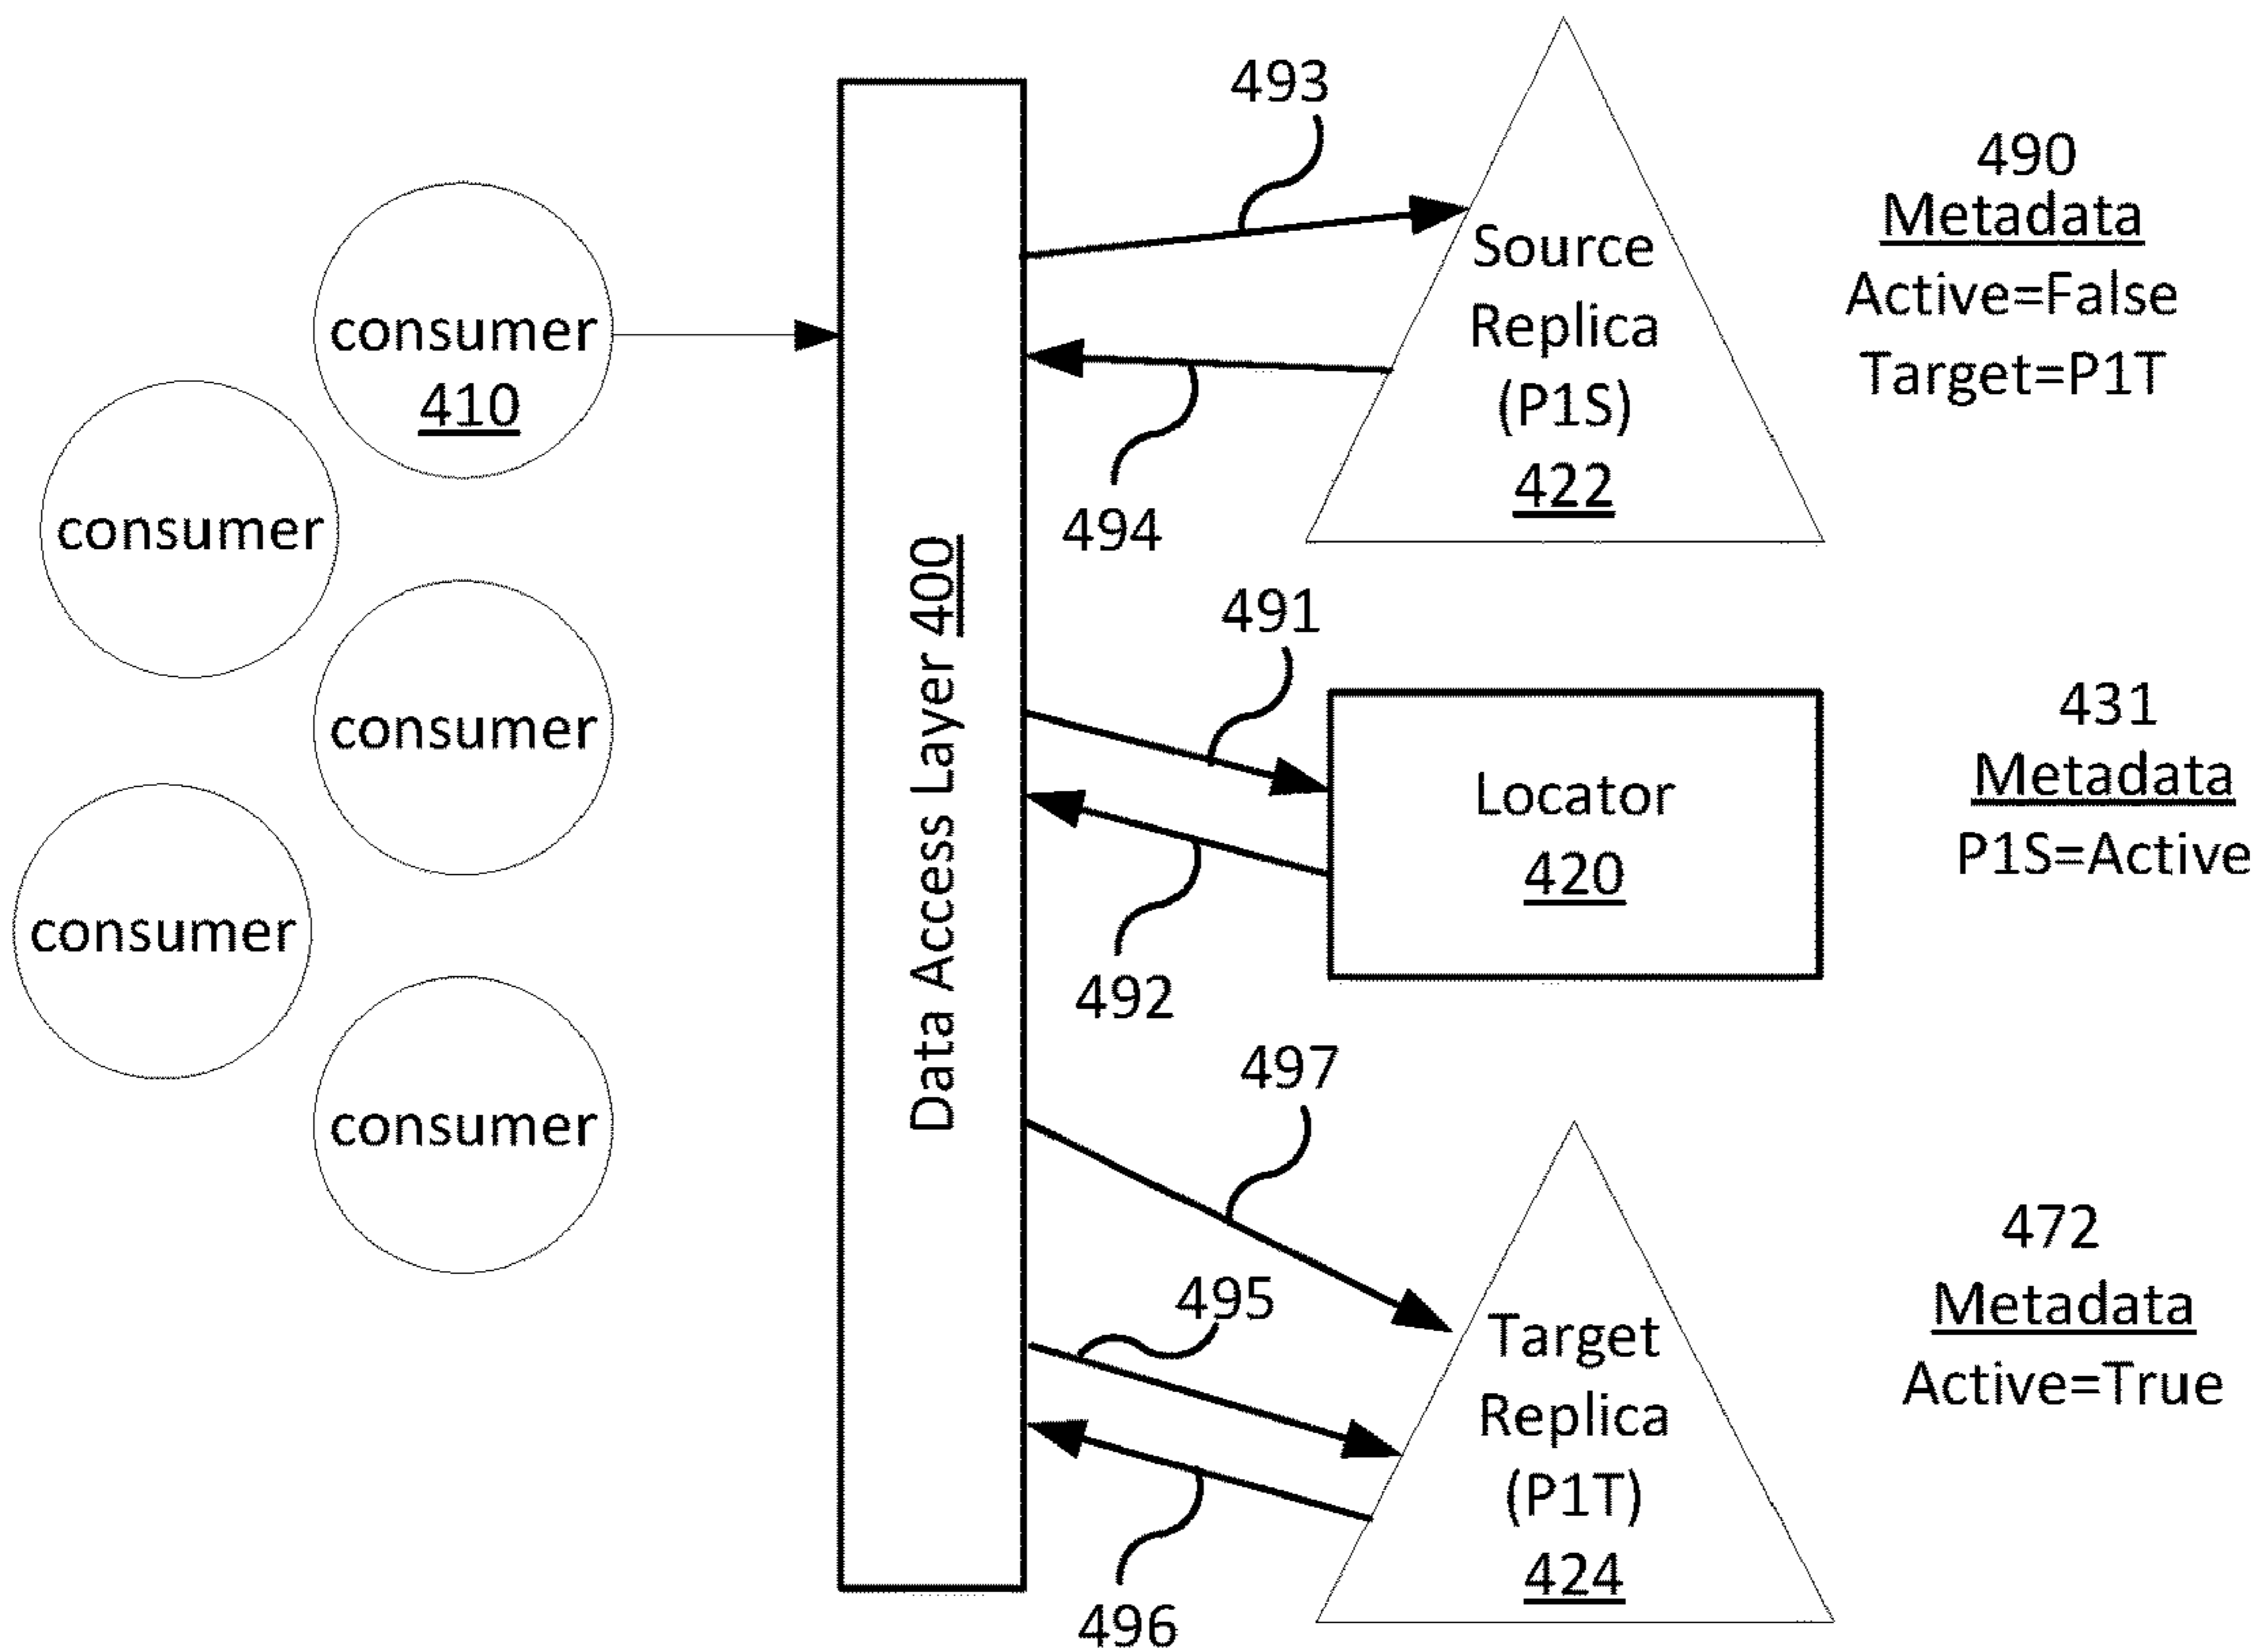 consumer
410
consumer
consumer
consumer
consumer
Data Access Layer 400
493
Source
Replica
(P1S)
422
494
490
Metadata
Active=False
Target=P1T
491
Locator
420
492
431
Metadata
P1S=Active
497
495
Target
Replica
(P1T)
424
496
472
Metadata
Active=True